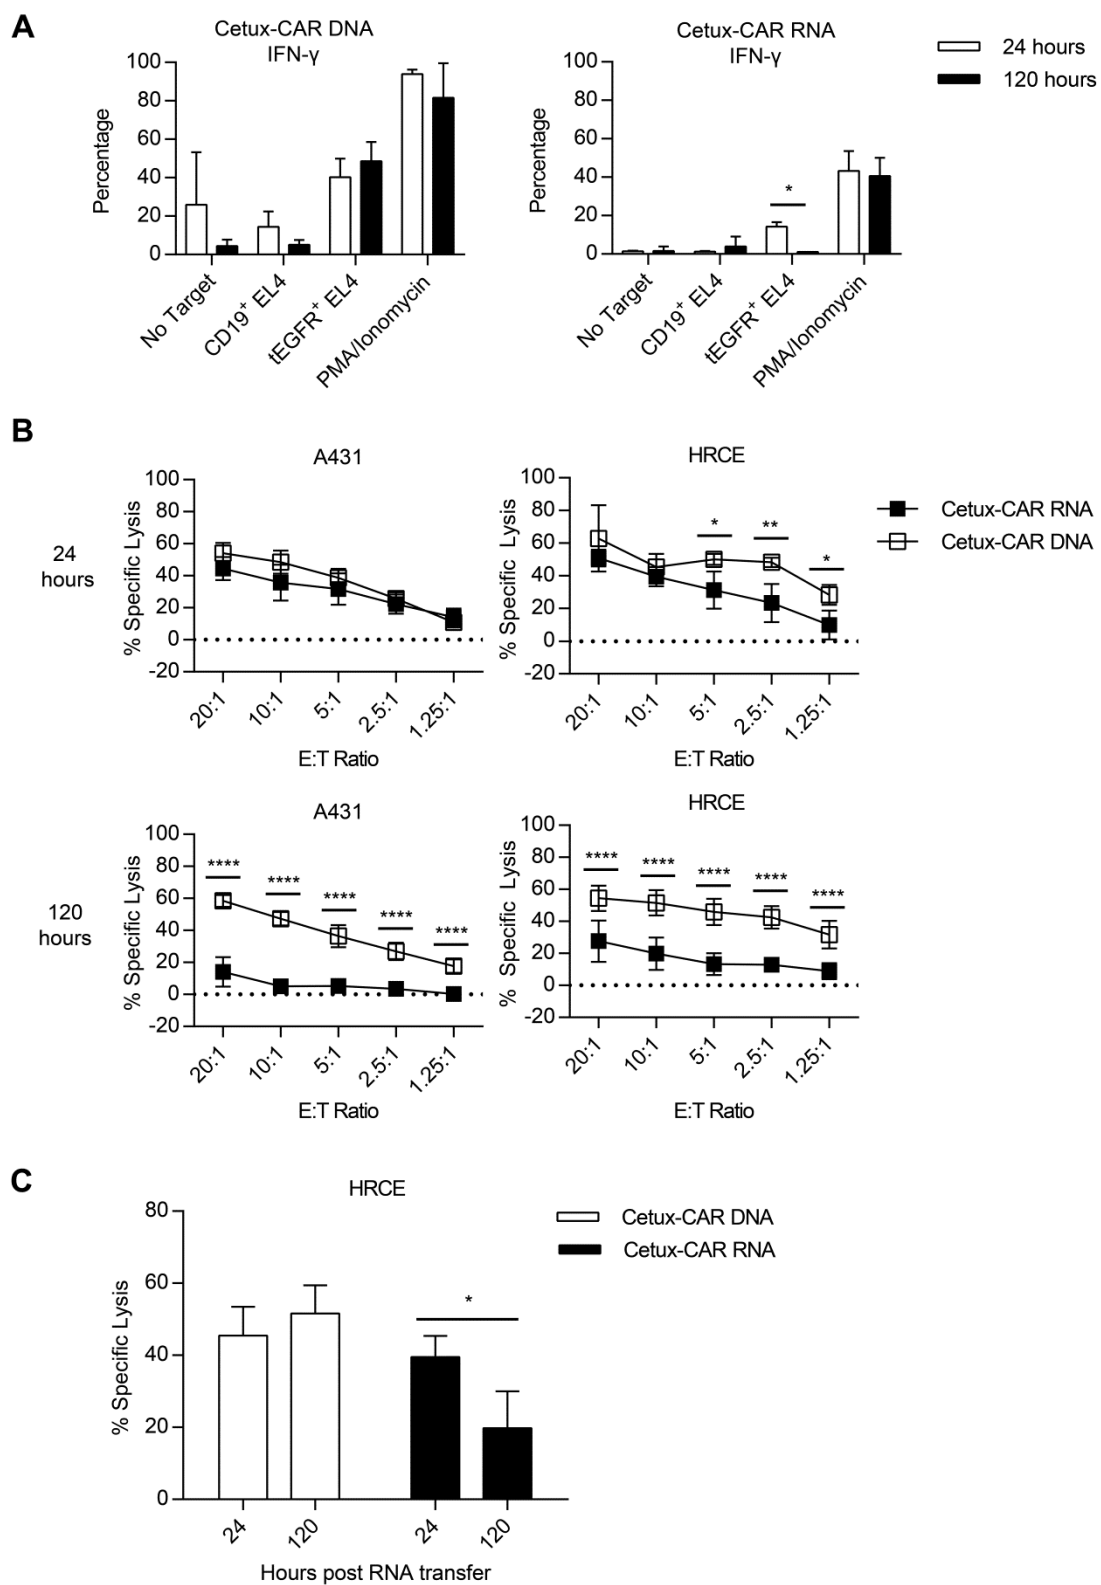 A
Cetux-CAR DNA
IFN-γ
Percentage
100
80
60
40
20
0
No Target
CD19+ EL4
tEGFR+ EL4
PMA/Ionomycin
Cetux-CAR RNA
IFN-γ
Percentage
100
80
60
40
20
0
*
No Target
CD19+ EL4
tEGFR+ EL4
PMA/Ionomycin
24 hours
120 hours
B
24
hours
A431
% Specific Lysis
100
80
60
40
20
0
-20
20:1
10:1
5:1
2.5:1
1.25:1
E:T Ratio
HRCE
% Specific Lysis
100
80
60
40
20
0
-20
*
**
*
20:1
10:1
5:1
2.5:1
1.25:1
E:T Ratio
Cetux-CAR RNA
Cetux-CAR DNA
120
hours
A431
% Specific Lysis
100
80
60
40
20
0
-20
****
****
****
****
****
20:1
10:1
5:1
2.5:1
1.25:1
E:T Ratio
HRCE
% Specific Lysis
100
80
60
40
20
0
-20
****
****
****
****
****
20:1
10:1
5:1
2.5:1
1.25:1
E:T Ratio
C
HRCE
% Specific Lysis
80
60
40
20
0
*
24
120
24
120
Hours post RNA transfer
Cetux-CAR DNA
Cetux-CAR RNA